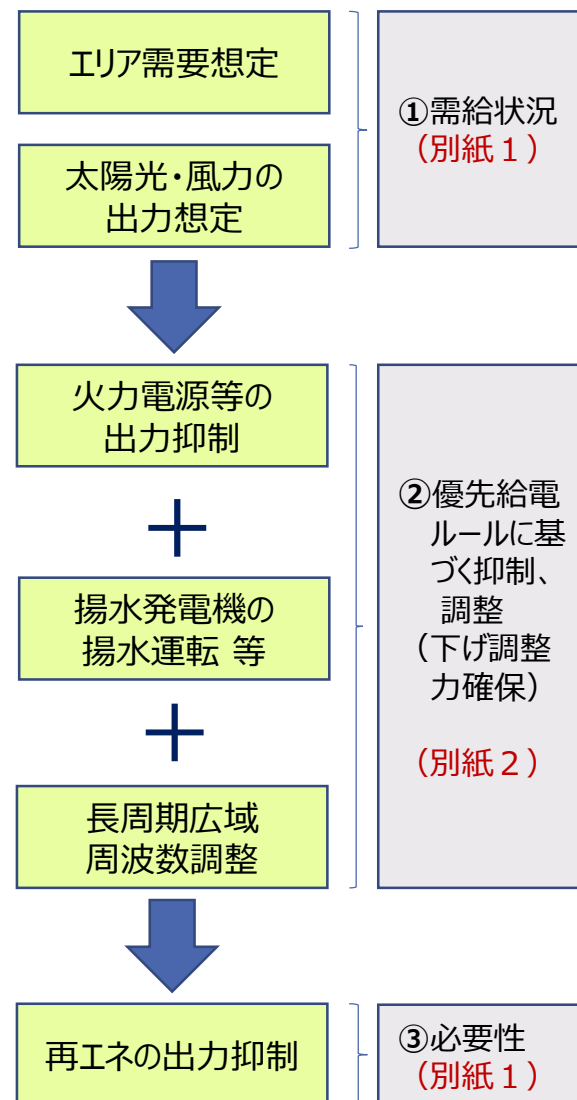 エリア需要想定
太陽光・風力の
出力想定
①需給状況
（別紙１）
火力電源等の
出力抑制
＋
揚水発電機の
揚水運転 等
＋
長周期広域
周波数調整
②優先給電
ルールに基
づく抑制、
調整
（下げ調整
力確保）
（別紙２）
再エネの出力抑制
③必要性
（別紙１）